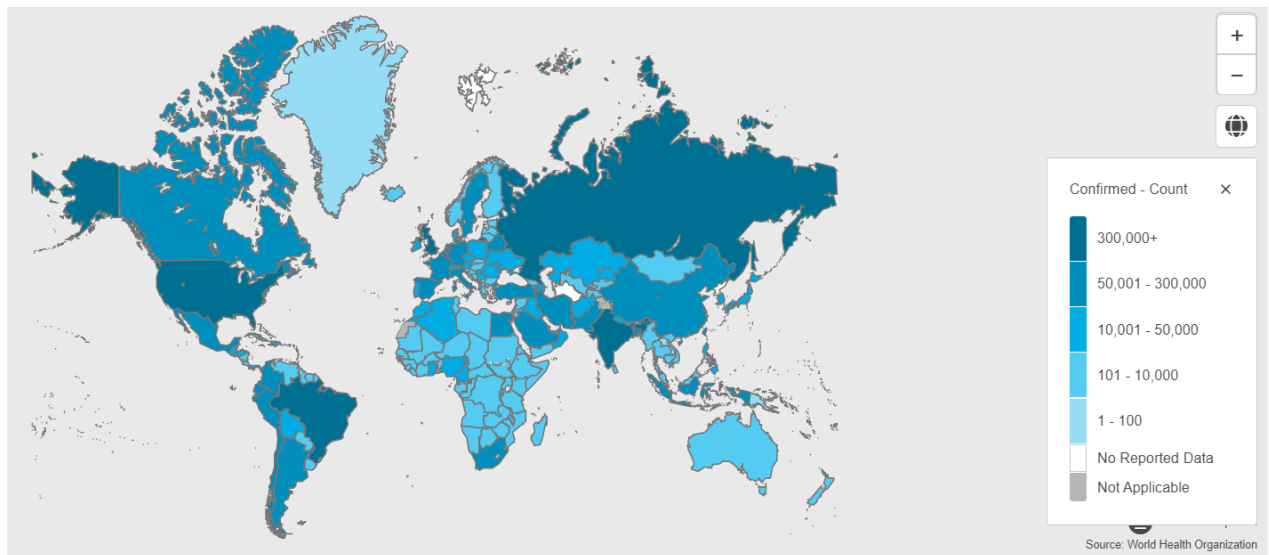 +
−
Confirmed - Count ×
300,000+
50,001 - 300,000
10,001 - 50,000
101 - 10,000
1 - 100
No Reported Data
Not Applicable
Source: World Health Organization